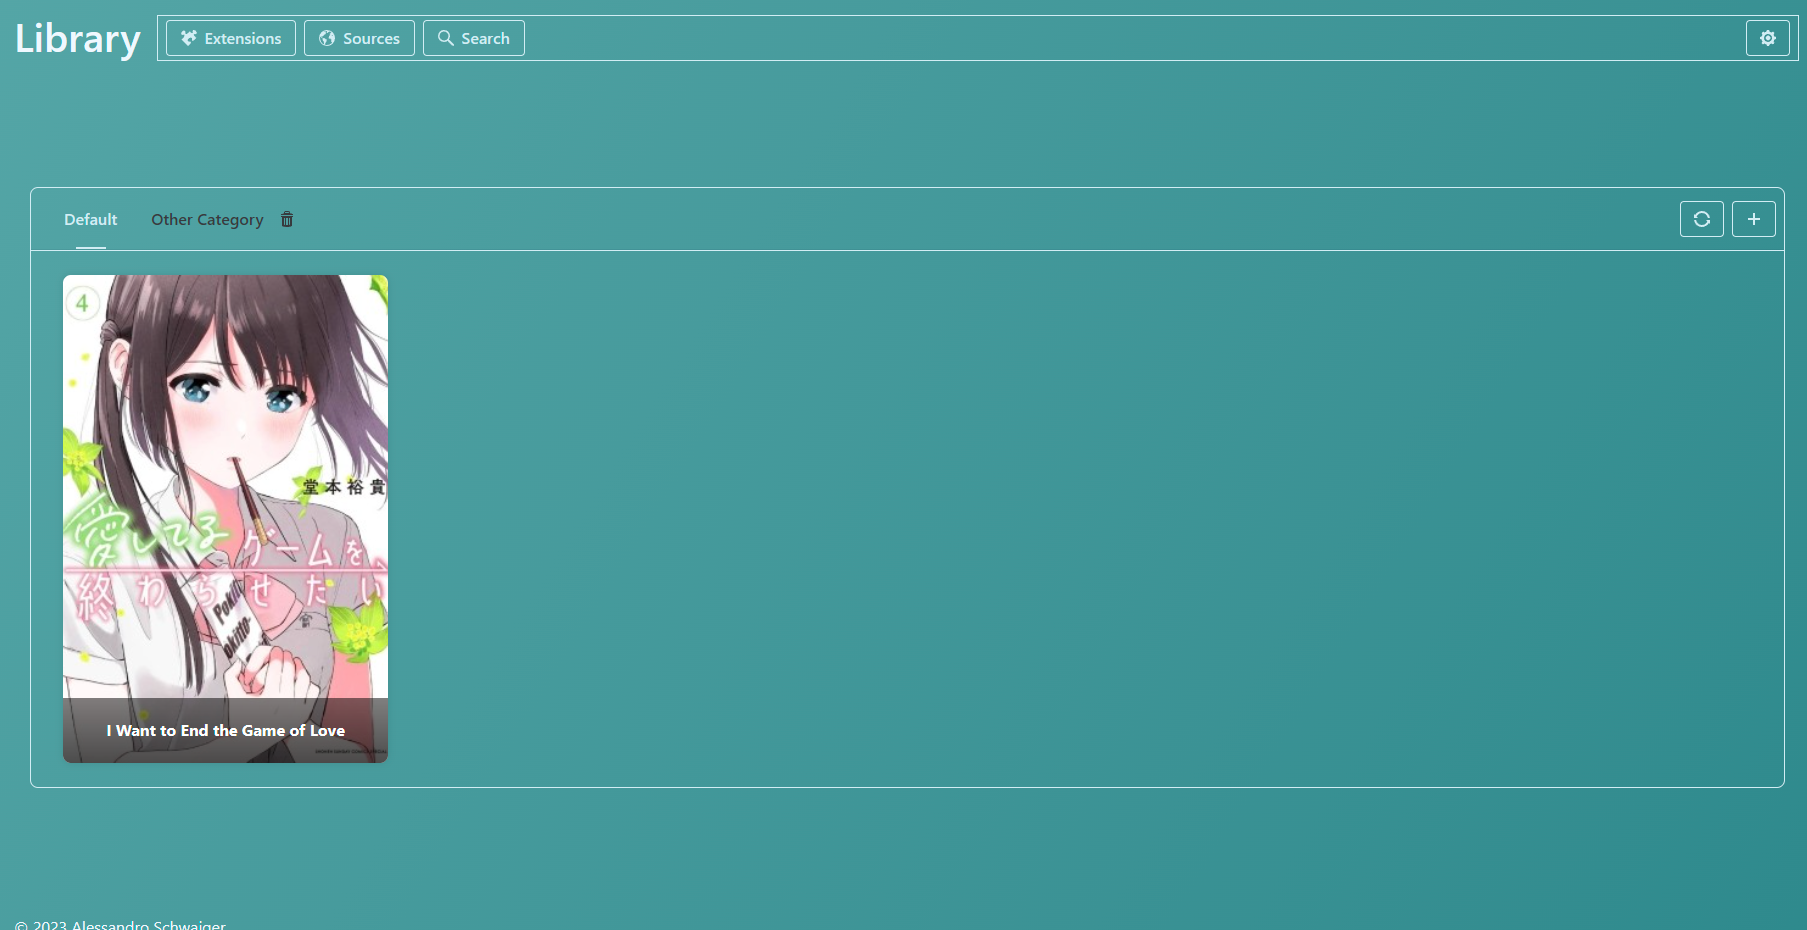 Library
Extensions
Sources
Search
Default
Other Category
4
堂本裕貴
愛してるゲームを
終わらせたい
I Want to End the Game of Love
© 2023 Alessandro Schwaiger